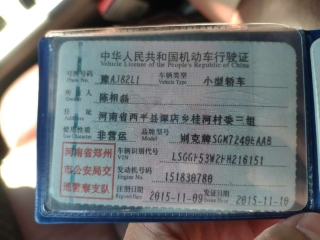 中华人民共和国机动车行驶证
Vehicle License of the People's Republic of China
号牌号码 Plate No. 豫AJ82L1 车辆类型 Vehicle Type 小型轿车
所有人 Owner 陈相磊
住址 Address 河南省西平县谭店乡桂河村委三组
使用性质 Use Character 非营运 品牌型号 Model 别克牌SGM7240EAAB
河南省郑州
市公安局交
通警察支队
车辆识别代号 VIN LSGGF53W2FH216151
发动机号码 Engine No. 151830780
注册日期 2015-11-09 发证日期 2015-11-10